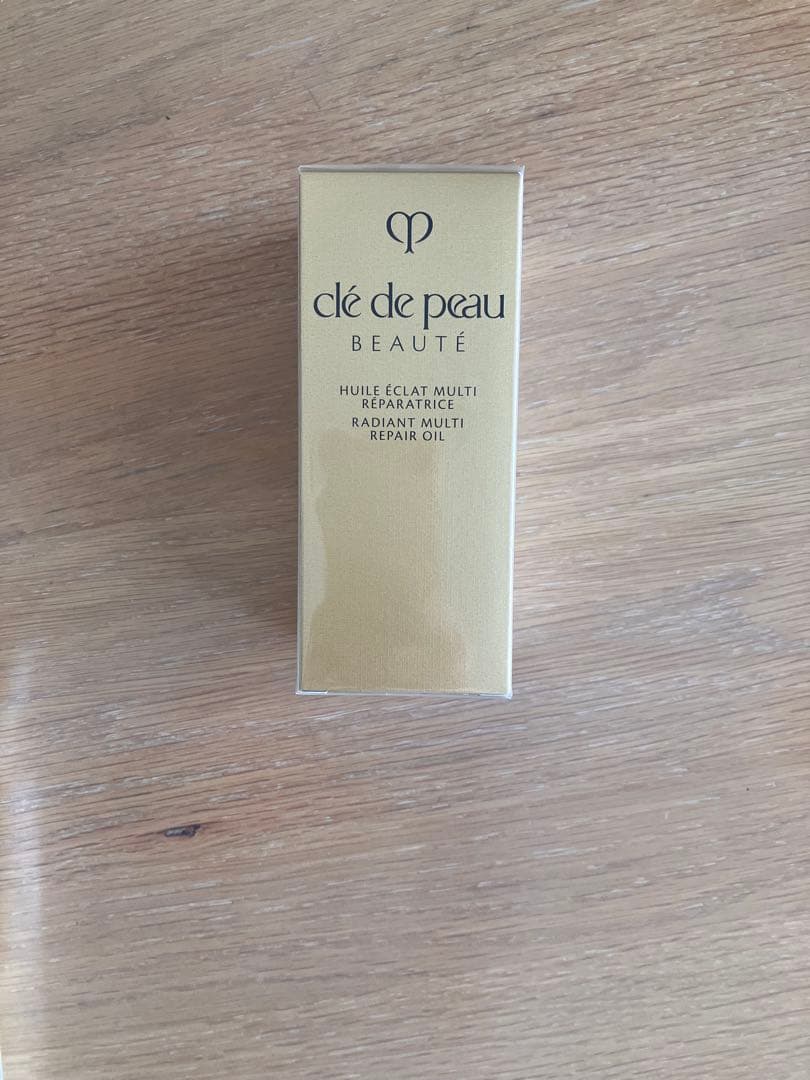 clé de peau
BEAUTÉ
HUILE ÉCLAT MULTI
RÉPARATRICE
RADIANT MULTI
REPAIR OIL